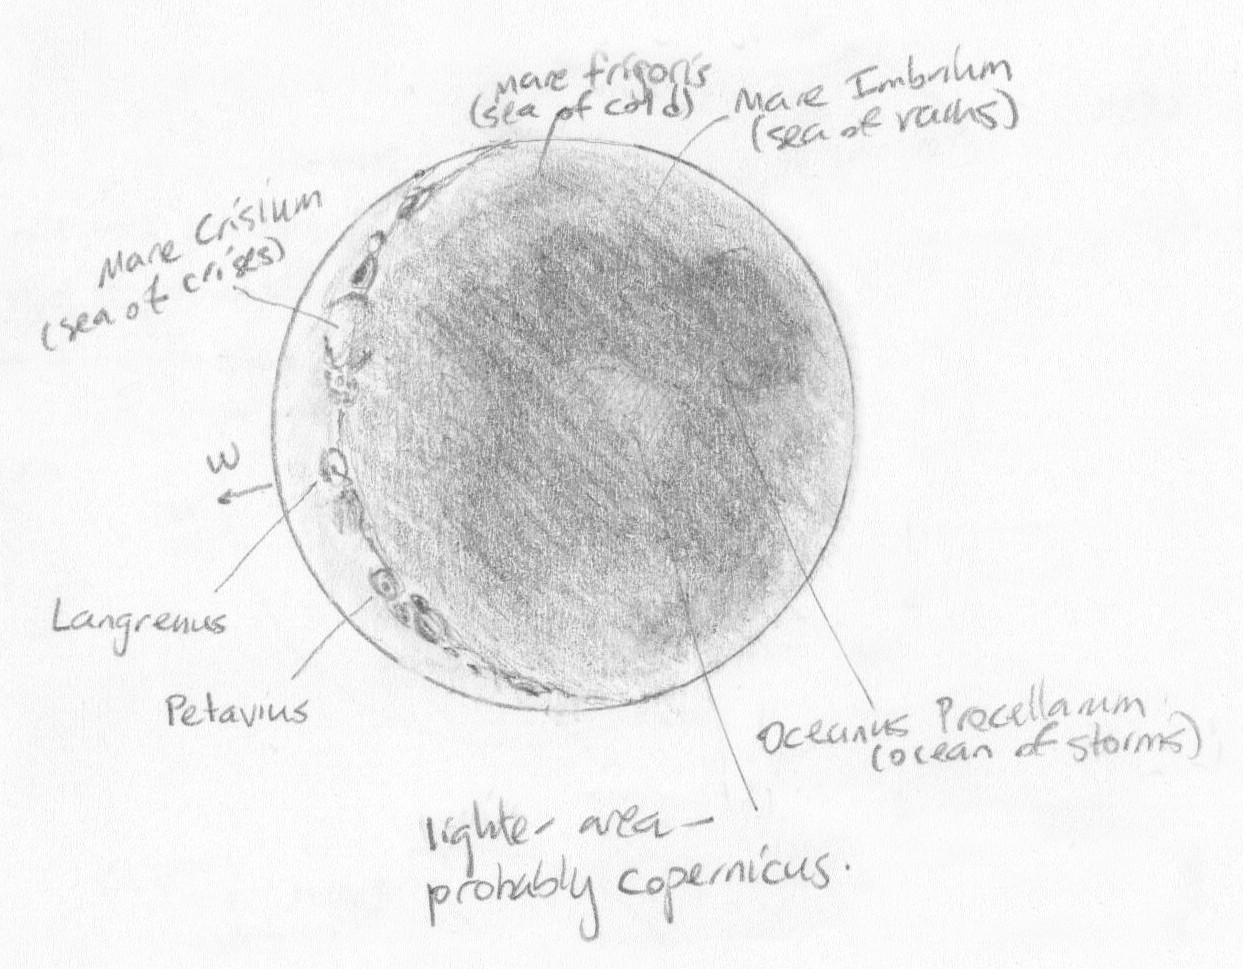 mare frigoris
(sea of cold)
Mare Imbrium
(sea of rains)
Mare Crisium
(sea of crises)
W
Langrenus
Petavius
Oceanus Procellarum
(ocean of storms)
lighter area –
probably copernicus.